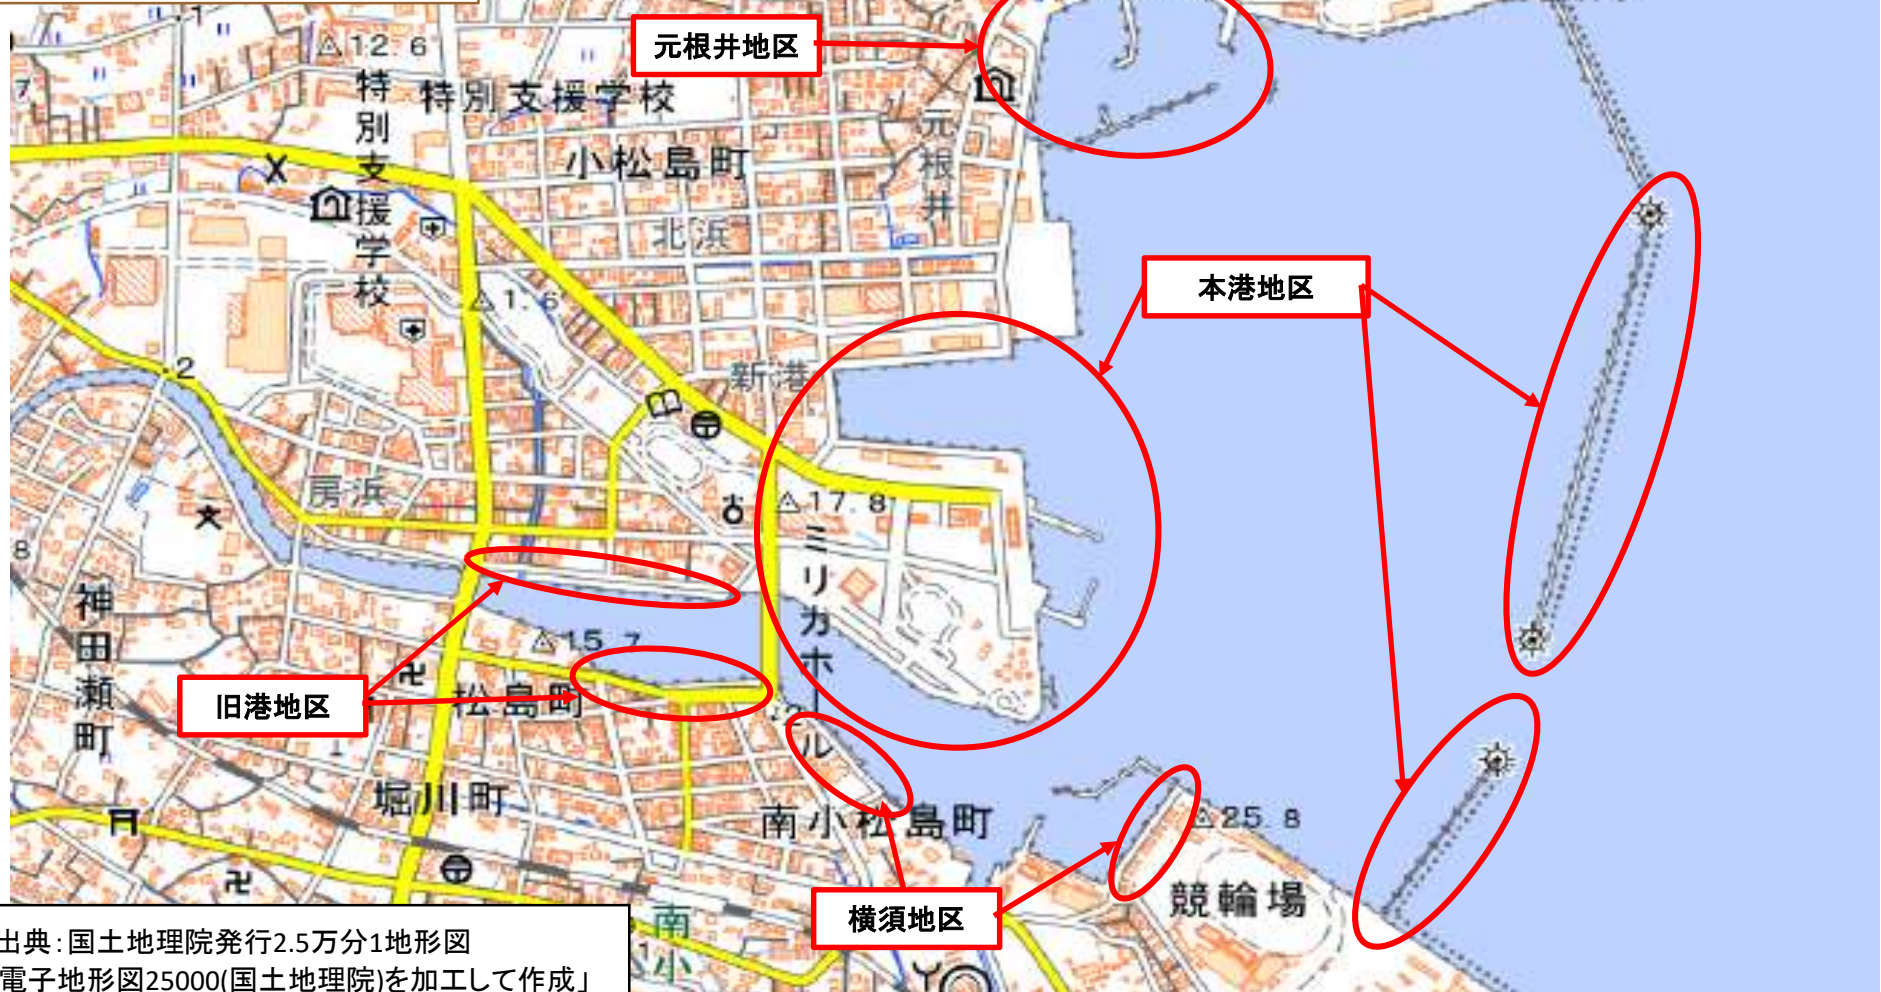 元根井地区
1
12.6
7
特別支援学校
特別支援学校
元根井
小松島町
北浜
本港地区
1.6
2
新港
房浜
17.8
ミリカホール
8
神田瀬町
15.7
旧港地区
松島町
2
堀川町
南小松島町
25.8
競輪場
横須地区
南小
出典:国土地理院発行2.5万分1地形図
電子地形図25000(国土地理院)を加工して作成」